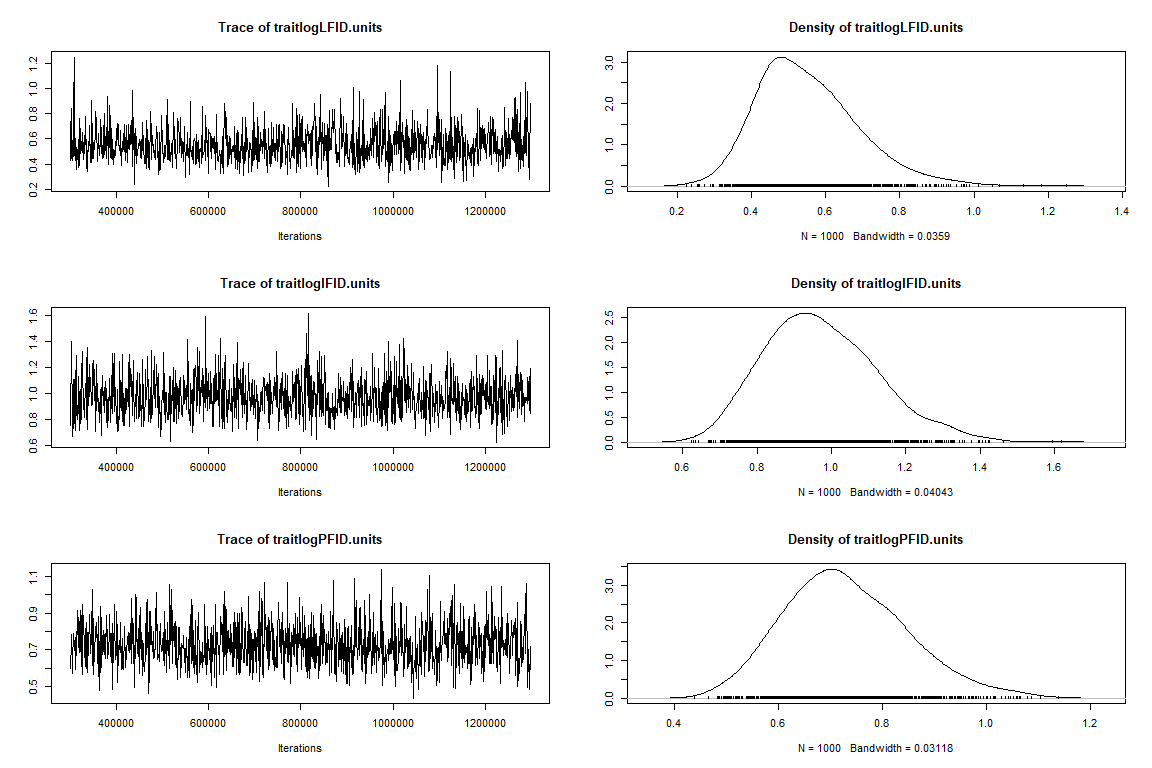 Trace of traitlogLFID.units
Density of traitlogLFID.units
0.2 0.4 0.6 0.8 1.0 1.2
400000 600000 800000 1000000 1200000
Iterations
0.0 1.0 2.0 3.0
0.2 0.4 0.6 0.8 1.0 1.2 1.4
N = 1000 Bandwidth = 0.0359
Trace of traitlogIFID.units
Density of traitlogIFID.units
0.6 0.8 1.0 1.2 1.4 1.6
400000 600000 800000 1000000 1200000
Iterations
0.0 0.5 1.0 1.5 2.0 2.5
0.6 0.8 1.0 1.2 1.4 1.6
N = 1000 Bandwidth = 0.04043
Trace of traitlogPFID.units
Density of traitlogPFID.units
0.5 0.7 0.9 1.1
400000 600000 800000 1000000 1200000
Iterations
0.0 1.0 2.0 3.0
0.4 0.6 0.8 1.0 1.2
N = 1000 Bandwidth = 0.03118